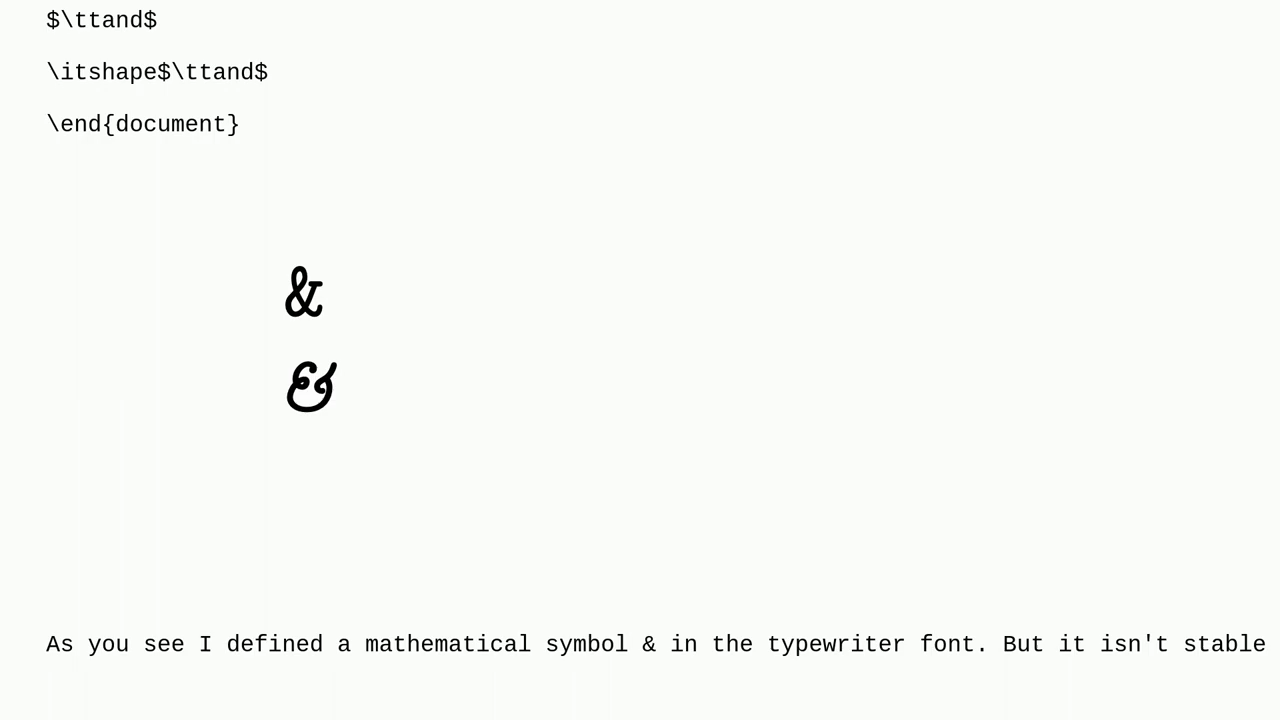 $\ttand$
\itshape$\ttand$
\end{document}
&
&
As you see I defined a mathematical symbol & in the typewriter font. But it isn't stable